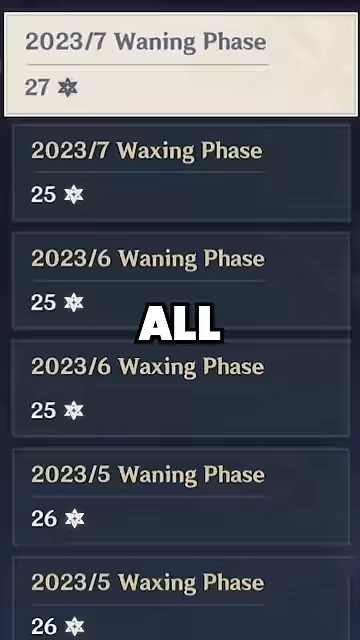 2023/7 Waning Phase
27
2023/7 Waxing Phase
25
2023/6 Waning Phase
25
ALL
2023/6 Waxing Phase
25
2023/5 Waning Phase
26
2023/5 Waxing Phase
26